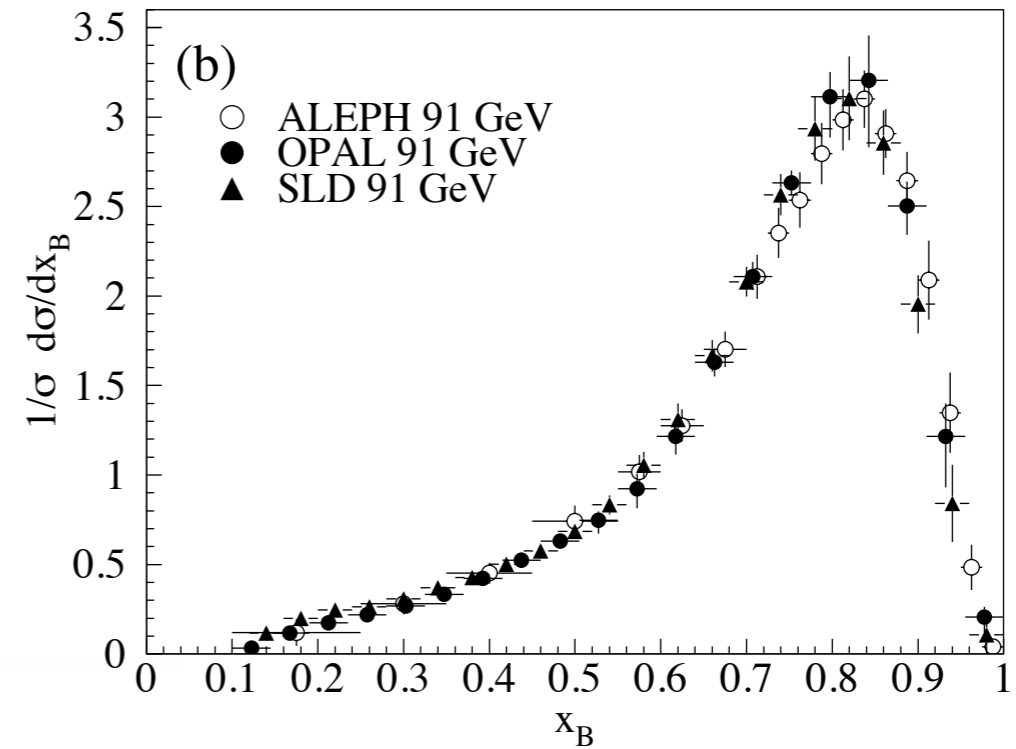 3.5
3
2.5
2
1.5
1
0.5
0
1/σ dσ/dx_B
(b)
ALEPH 91 GeV
OPAL 91 GeV
SLD 91 GeV
0 0.1 0.2 0.3 0.4 0.5 0.6 0.7 0.8 0.9 1
x_B